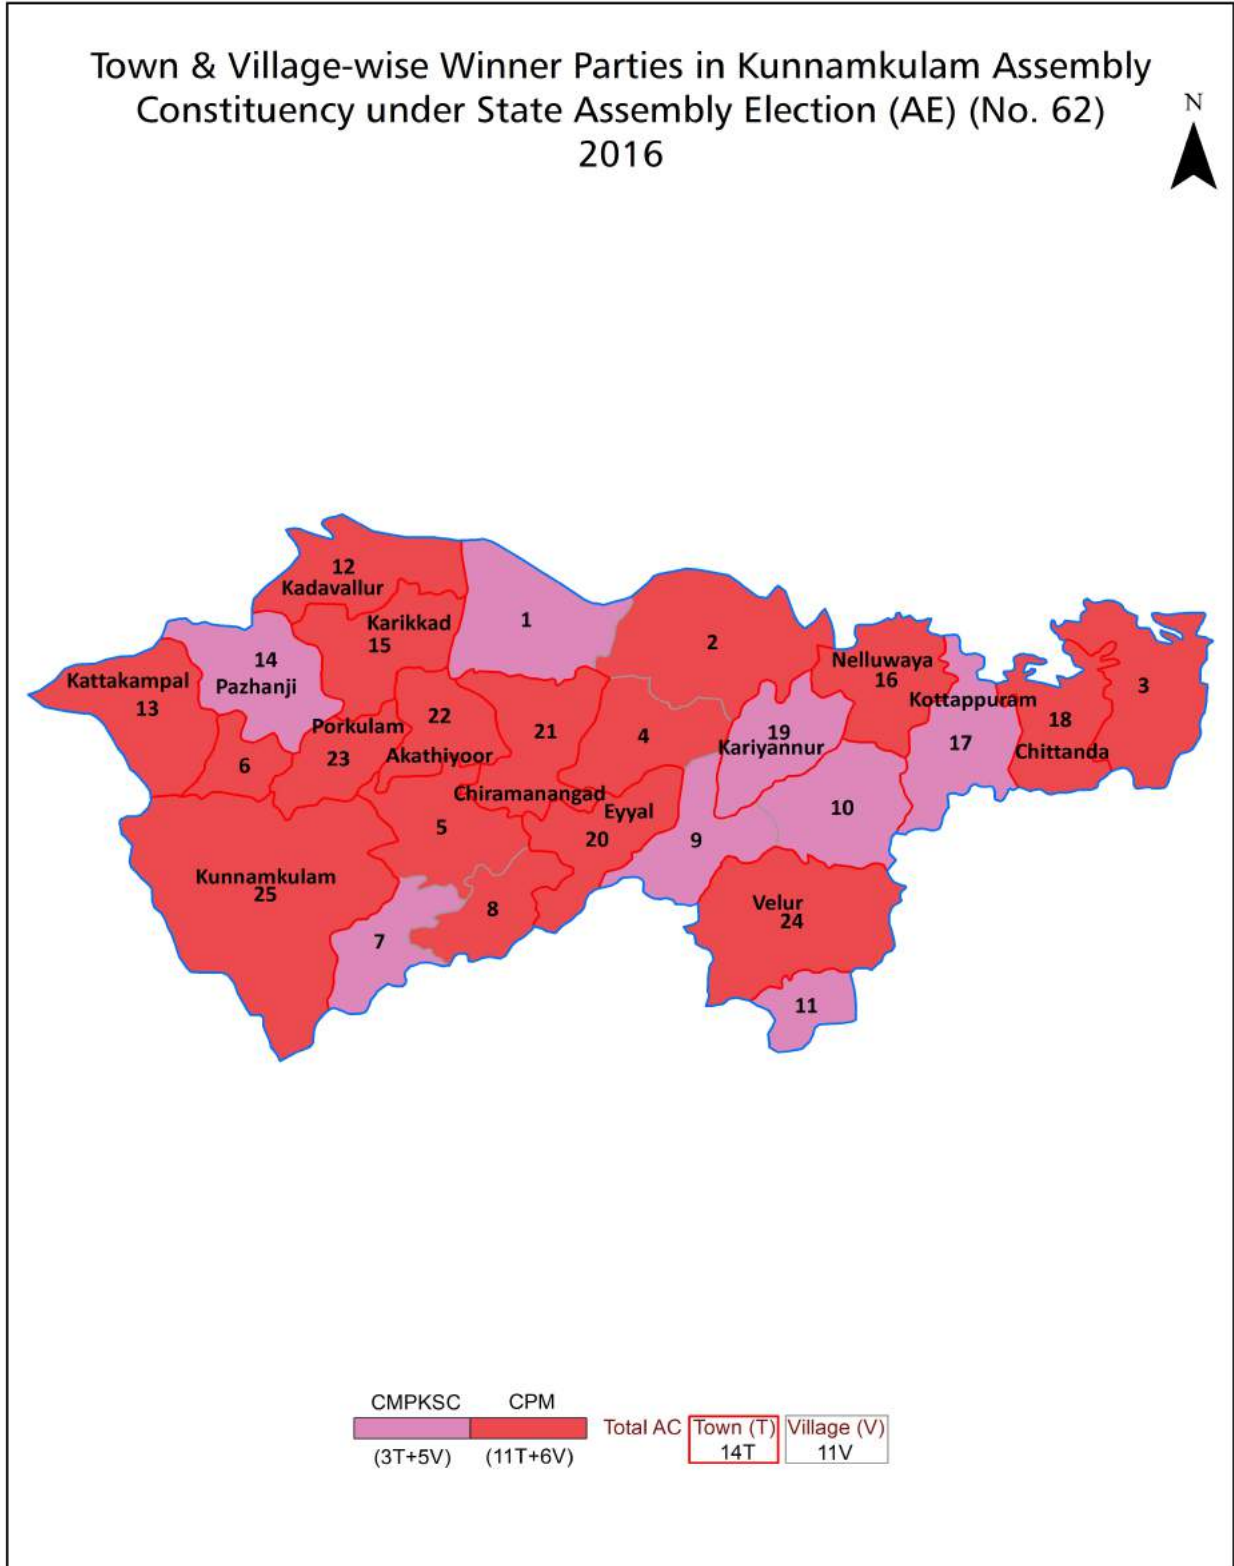 Town & Village-wise Winner Parties in Kunnamkulam Assembly
Constituency under State Assembly Election (AE) (No. 62)
2016
N
12
Kadavallur
Karikkad
15
1
2
14
Pazhanji
Kattakampal
13
Nelluwaya
16
Kottappuram
17
18
Chittanda
3
Porkulam
23
22
Akathiyoor
21
4
19
Kariyannur
6
Chiramanangad
Eyyal
20
5
10
9
Kunnamkulam
25
8
7
Velur
24
11
CMPKSC CPM
Total AC Town (T) Village (V)
(3T+5V) (11T+6V) 14T 11V